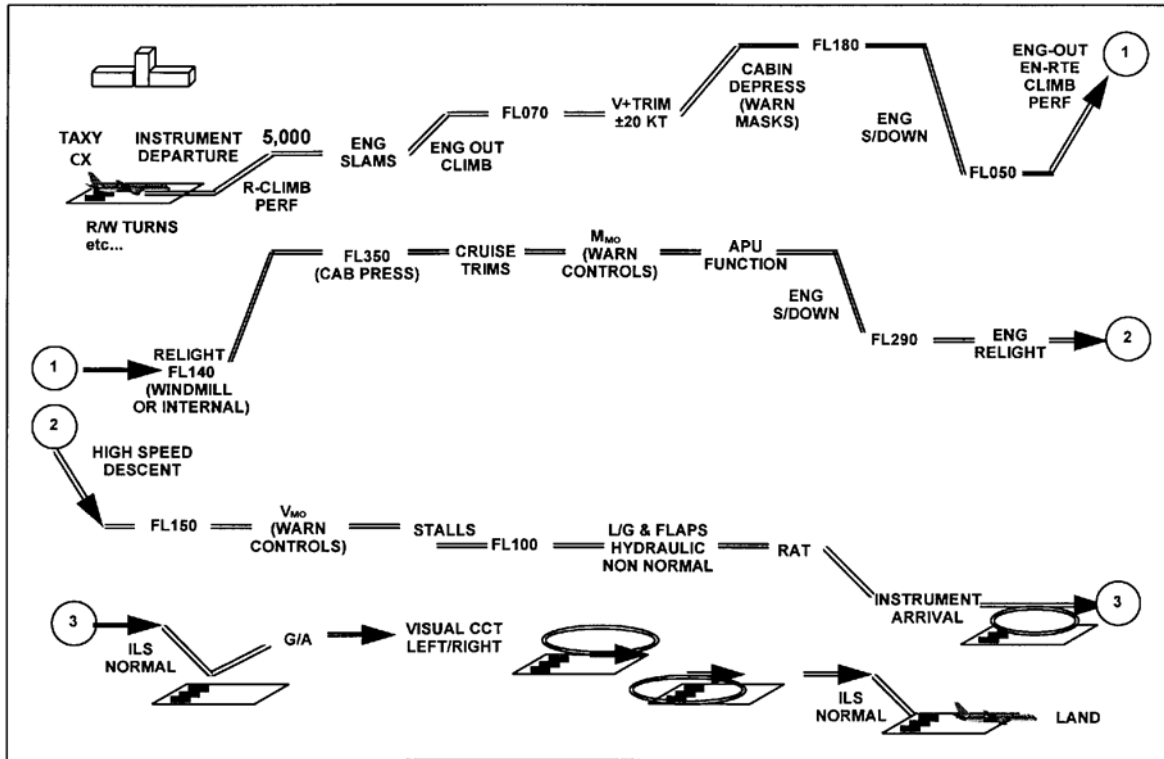 TAXY
CX
INSTRUMENT
DEPARTURE
R/W TURNS
etc...
5,000
R-CLIMB
PERF
ENG
SLAMS
ENG OUT
CLIMB
FL070
V+TRIM
±20 KT
CABIN
DEPRESS
(WARN
MASKS)
FL180
ENG
S/DOWN
FL050
ENG-OUT
EN-RTE
CLIMB
PERF
1
1
RELIGHT
FL140
(WINDMILL
OR INTERNAL)
FL350
(CAB PRESS)
CRUISE
TRIMS
MMO
(WARN
CONTROLS)
APU
FUNCTION
ENG
S/DOWN
FL290
ENG
RELIGHT
2
2
HIGH SPEED
DESCENT
FL150
VMO
(WARN
CONTROLS)
STALLS
FL100
L/G & FLAPS
HYDRAULIC
NON NORMAL
RAT
INSTRUMENT
ARRIVAL
3
3
ILS
NORMAL
G/A
VISUAL CCT
LEFT/RIGHT
ILS
NORMAL
LAND